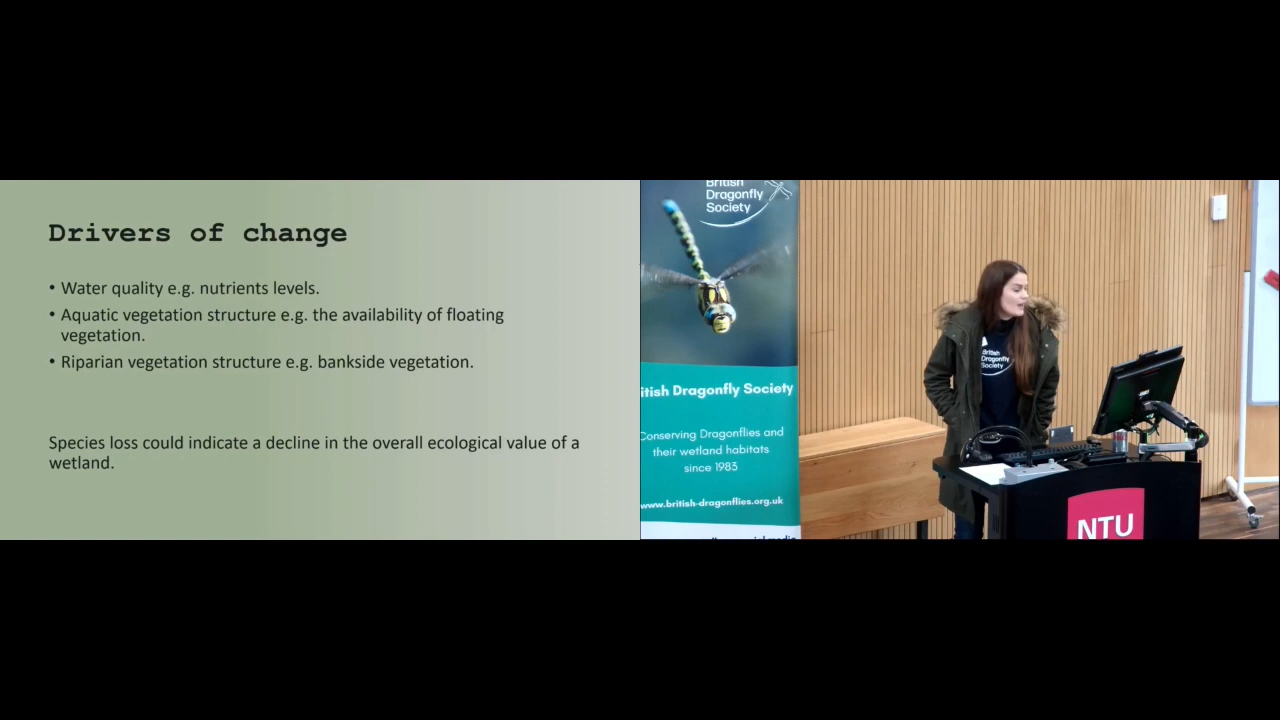 Drivers of change
• Water quality e.g. nutrients levels.
• Aquatic vegetation structure e.g. the availability of floating
vegetation.
• Riparian vegetation structure e.g. bankside vegetation.
Species loss could indicate a decline in the overall ecological value of a
wetland.
British
Dragonfly
Society
itish Dragonfly Society
Conserving Dragonflies and
their wetland habitats
since 1983
www.british-dragonflies.org.uk
British
Dragonfly
Society
NTU